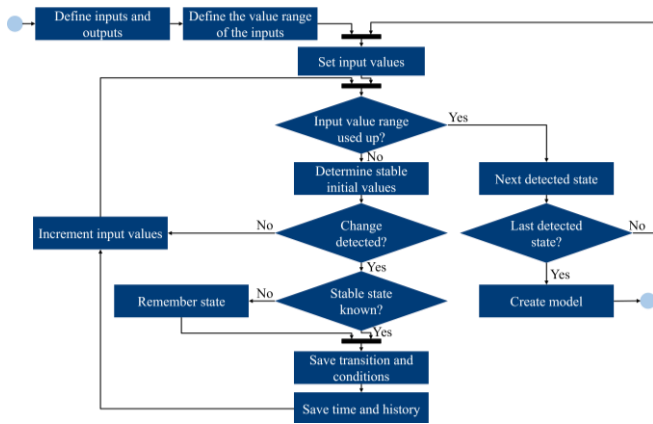 Define inputs and
outputs
Define the value range
of the inputs
Set input values
Input value range
used up?
Yes
No
Determine stable
initial values
Next detected state
Increment input values
No
Change
detected?
Last detected
state?
No
Yes
Yes
Remember state
No
Stable state
known?
Create model
Yes
Save transition and
conditions
Save time and history